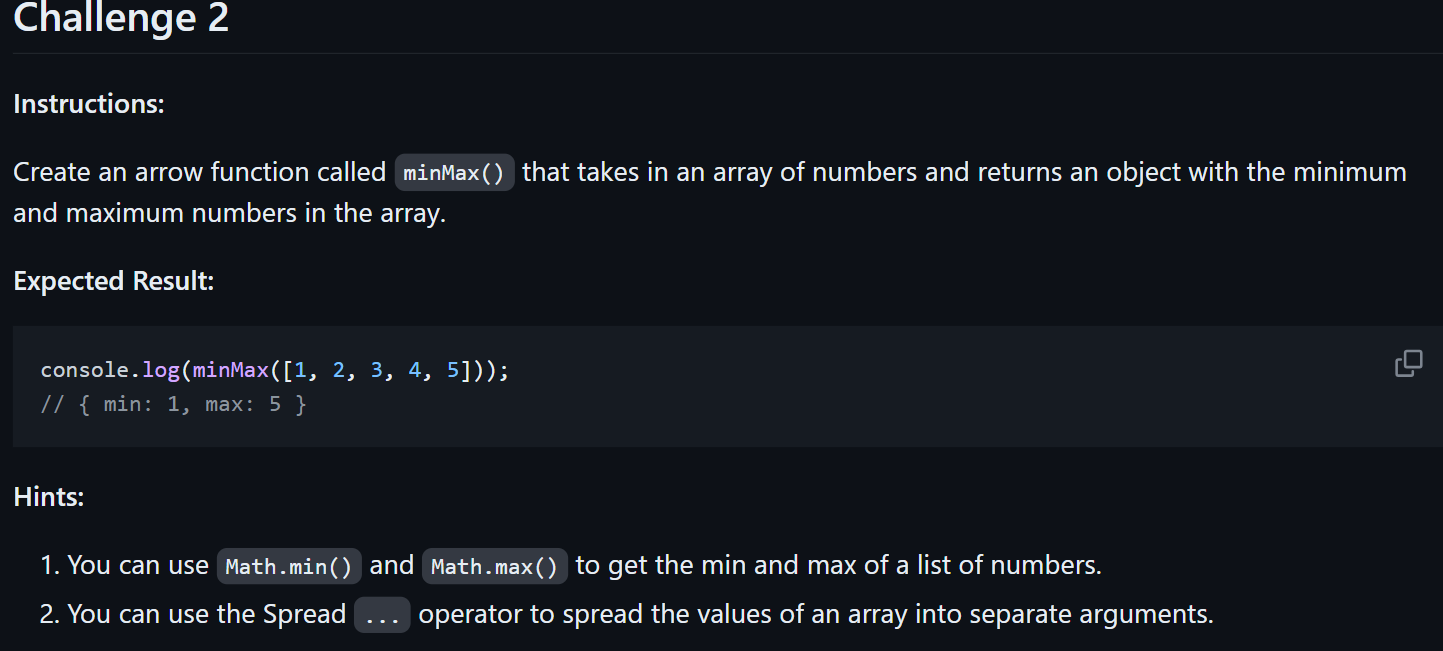 Challenge 2
Instructions:
Create an arrow function called minMax() that takes in an array of numbers and returns an object with the minimum
and maximum numbers in the array.
Expected Result:
console.log(minMax([1, 2, 3, 4, 5]));
// { min: 1, max: 5 }
Hints:
1. You can use Math.min() and Math.max() to get the min and max of a list of numbers.
2. You can use the Spread ... operator to spread the values of an array into separate arguments.